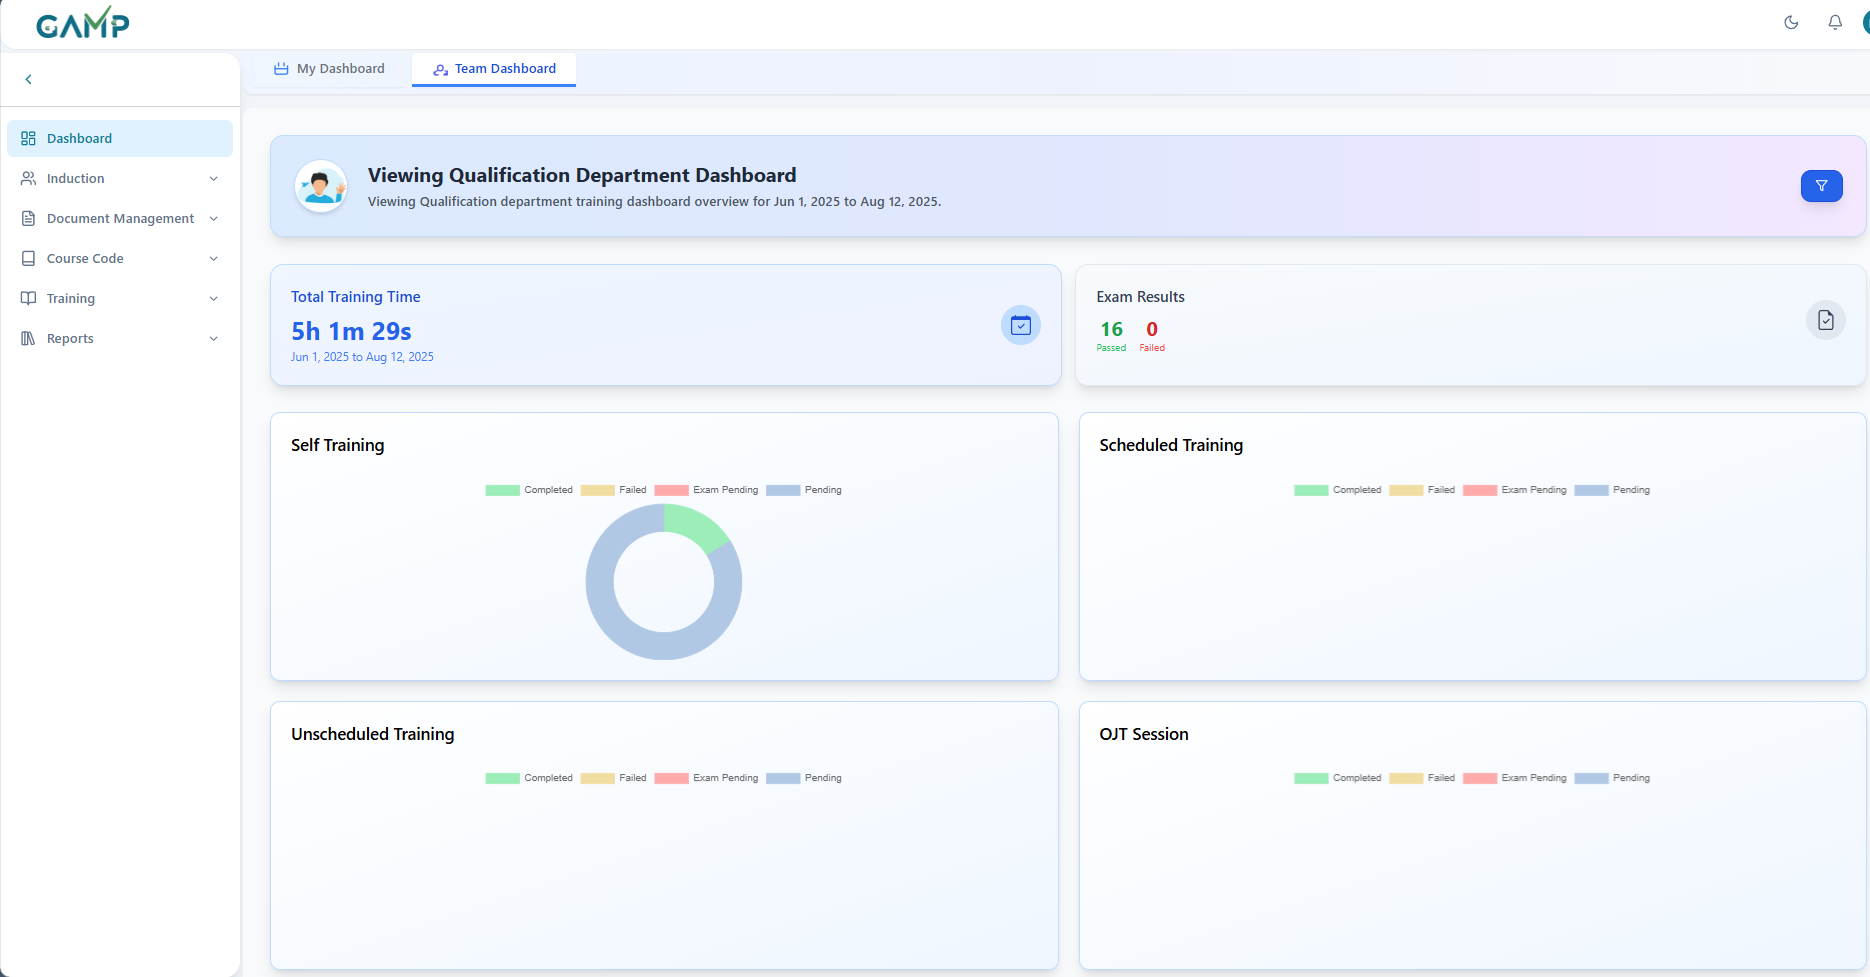 GAMP
My Dashboard
Team Dashboard
Dashboard
Induction
Document Management
Course Code
Training
Reports
Viewing Qualification Department Dashboard
Viewing Qualification department training dashboard overview for Jun 1, 2025 to Aug 12, 2025.
Total Training Time
5h 1m 29s
Jun 1, 2025 to Aug 12, 2025
Exam Results
16 0
Passed Failed
Self Training
Completed Failed Exam Pending Pending
Scheduled Training
Completed Failed Exam Pending Pending
Unscheduled Training
Completed Failed Exam Pending Pending
OJT Session
Completed Failed Exam Pending Pending